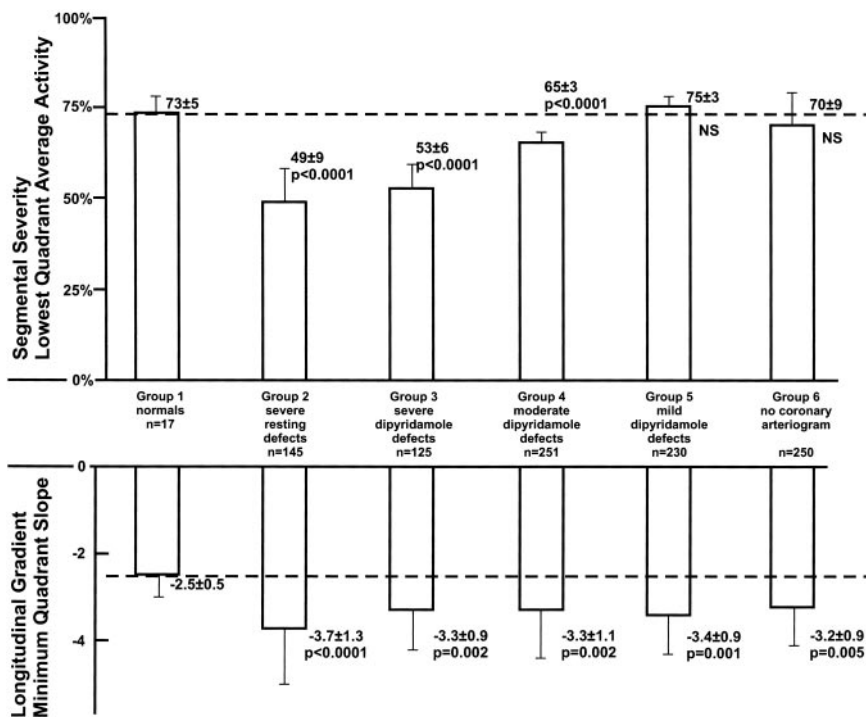 100%
75%
50%
25%
0%
Segmental Severity
Lowest Quadrant Average Activity
73±5
49±9
p<0.0001
53±6
p<0.0001
65±3
p<0.0001
75±3
NS
70±9
NS
Group 1
normals
n=17
Group 2
severe
resting
defects
n=145
Group 3
severe
dipyridamole
defects
n=125
Group 4
moderate
dipyridamole
defects
n=251
Group 5
mild
dipyridamole
defects
n=230
Group 6
no coronary
arteriogram
n=250
0
-2
-4
Longitudinal Gradient
Minimum Quadrant Slope
-2.5±0.5
-3.7±1.3
p<0.0001
-3.3±0.9
p=0.002
-3.3±1.1
p=0.002
-3.4±0.9
p=0.001
-3.2±0.9
p=0.005